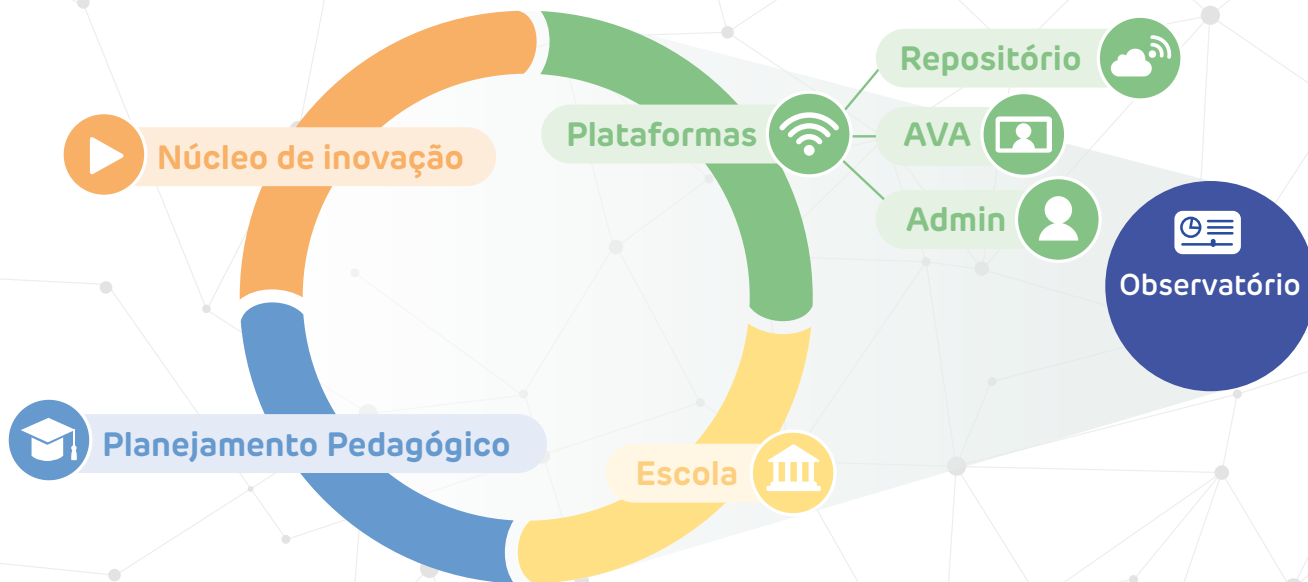 Repositório
Plataformas
AVA
Núcleo de inovação
Admin
Observatório
Planejamento Pedagógico
Escola